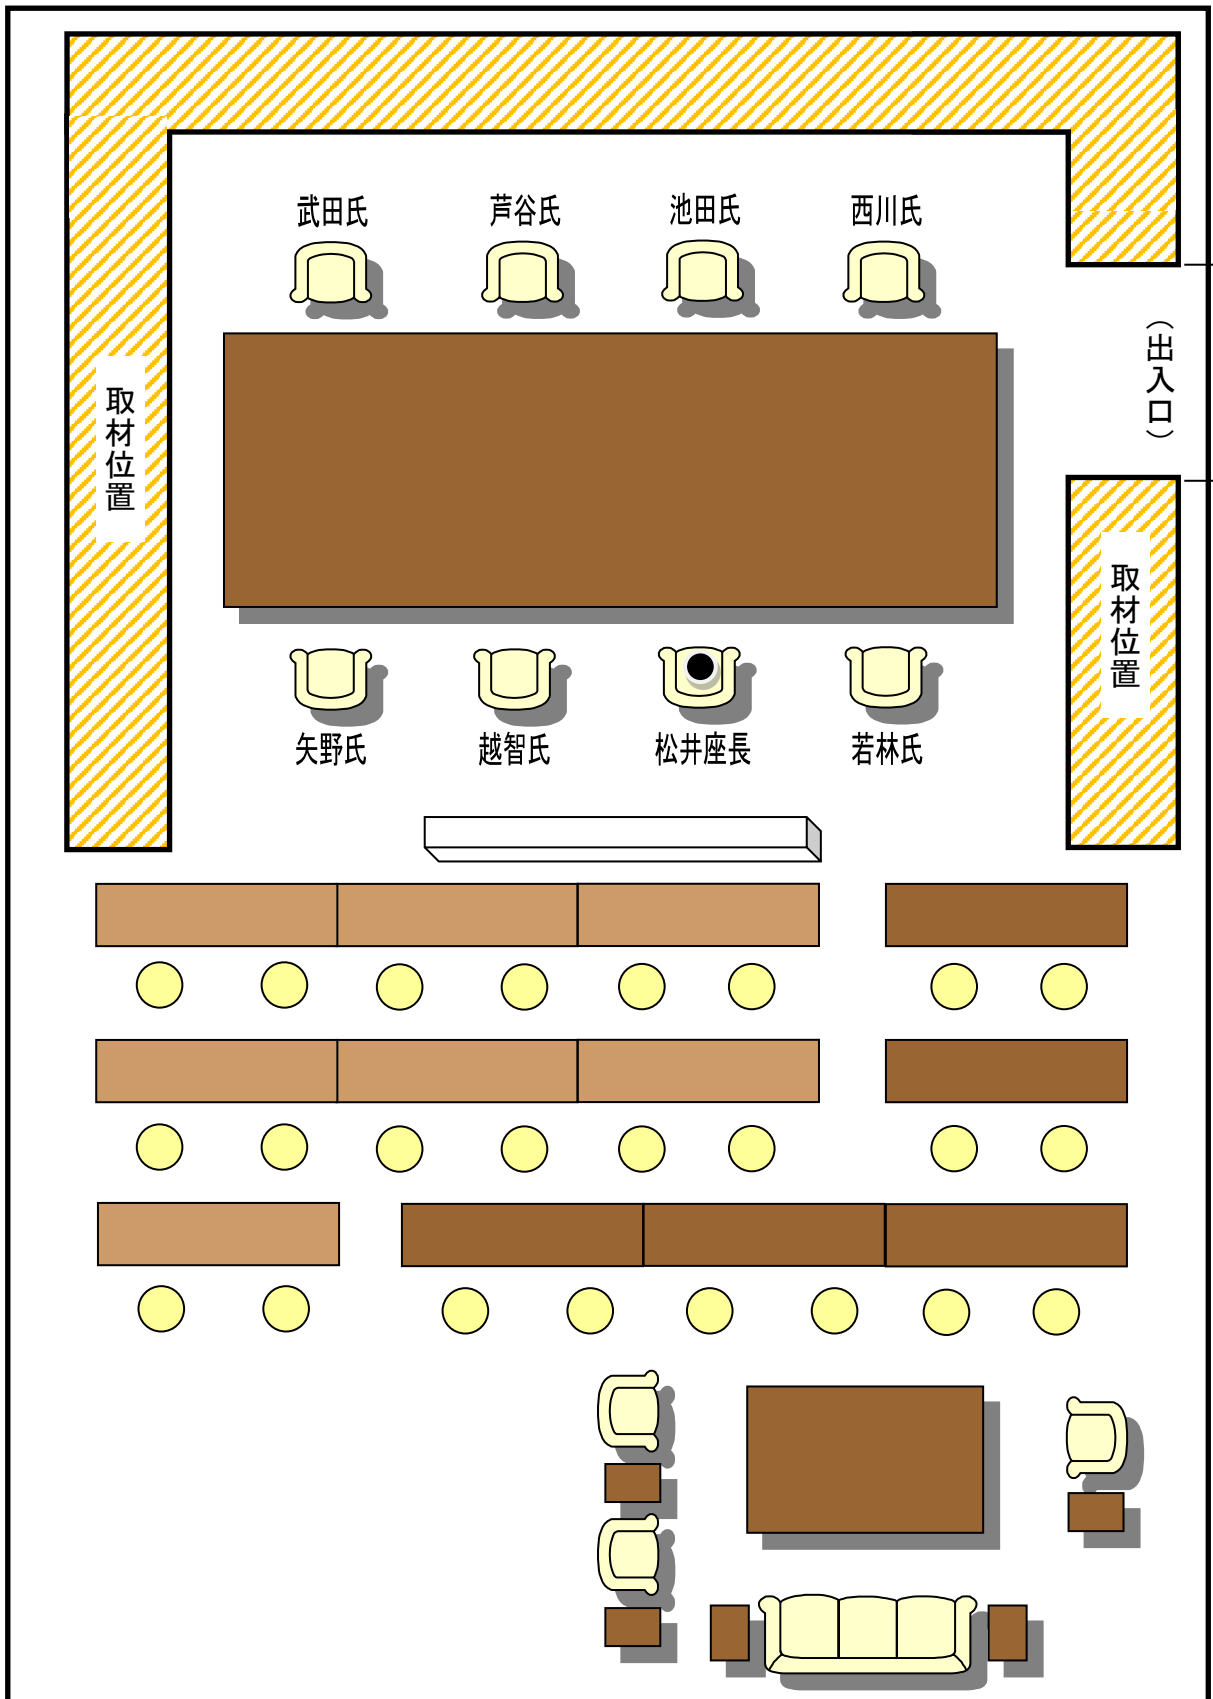 武田氏
芦谷氏
池田氏
西川氏
（出入口）
取材位置
取材位置
矢野氏
越智氏
松井座長
若林氏